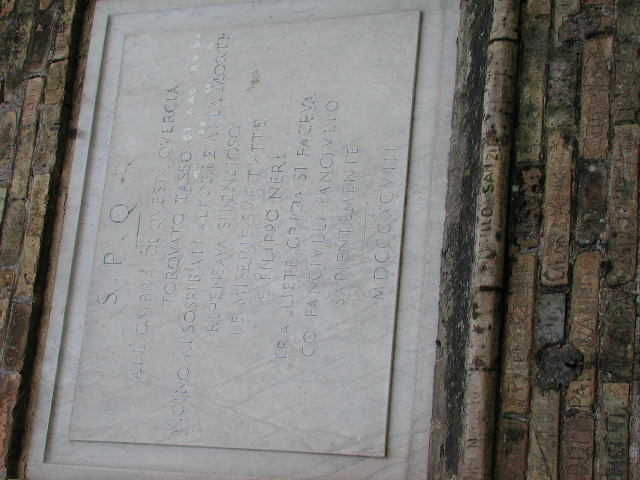 S. P. Q. R.
ALL'OMBRA DI QUESTA QVERCIA
TORQVATO TASSO
VICINO AI SOSPIRATI ALLORI E ALLA MORTE
RIPENSAVA SILENZIOSO
LE MISERIE SVE TVTTE
E FILIPPO NERI
TRA LIETE GRIDA SI FACEVA
CO FANCIVLLI FANCIVLLO
SAPIENTEMENTE
MDCCCXCVIII